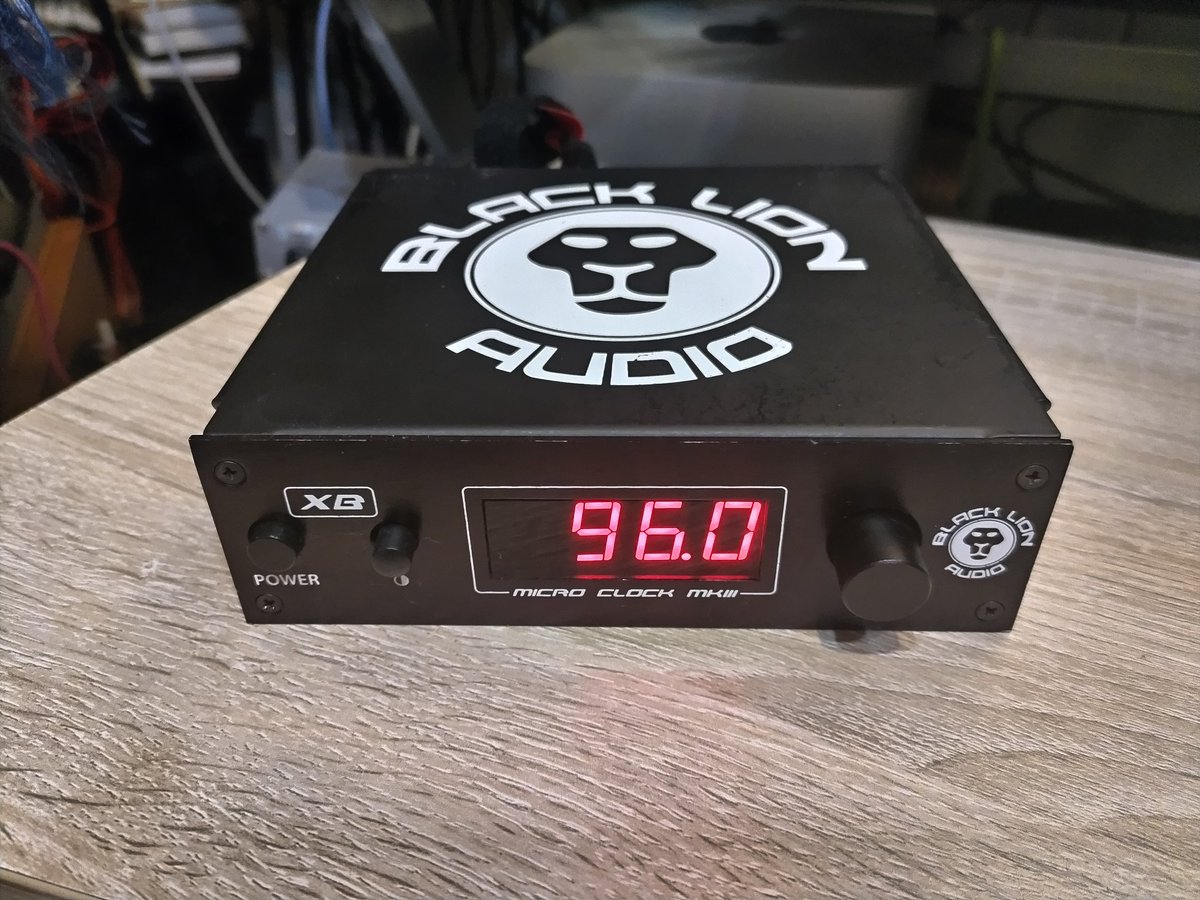 BLACK LION
AUDIO
XB
POWER
96.0
MICRO CLOCK MKIII
BLACK LION
AUDIO